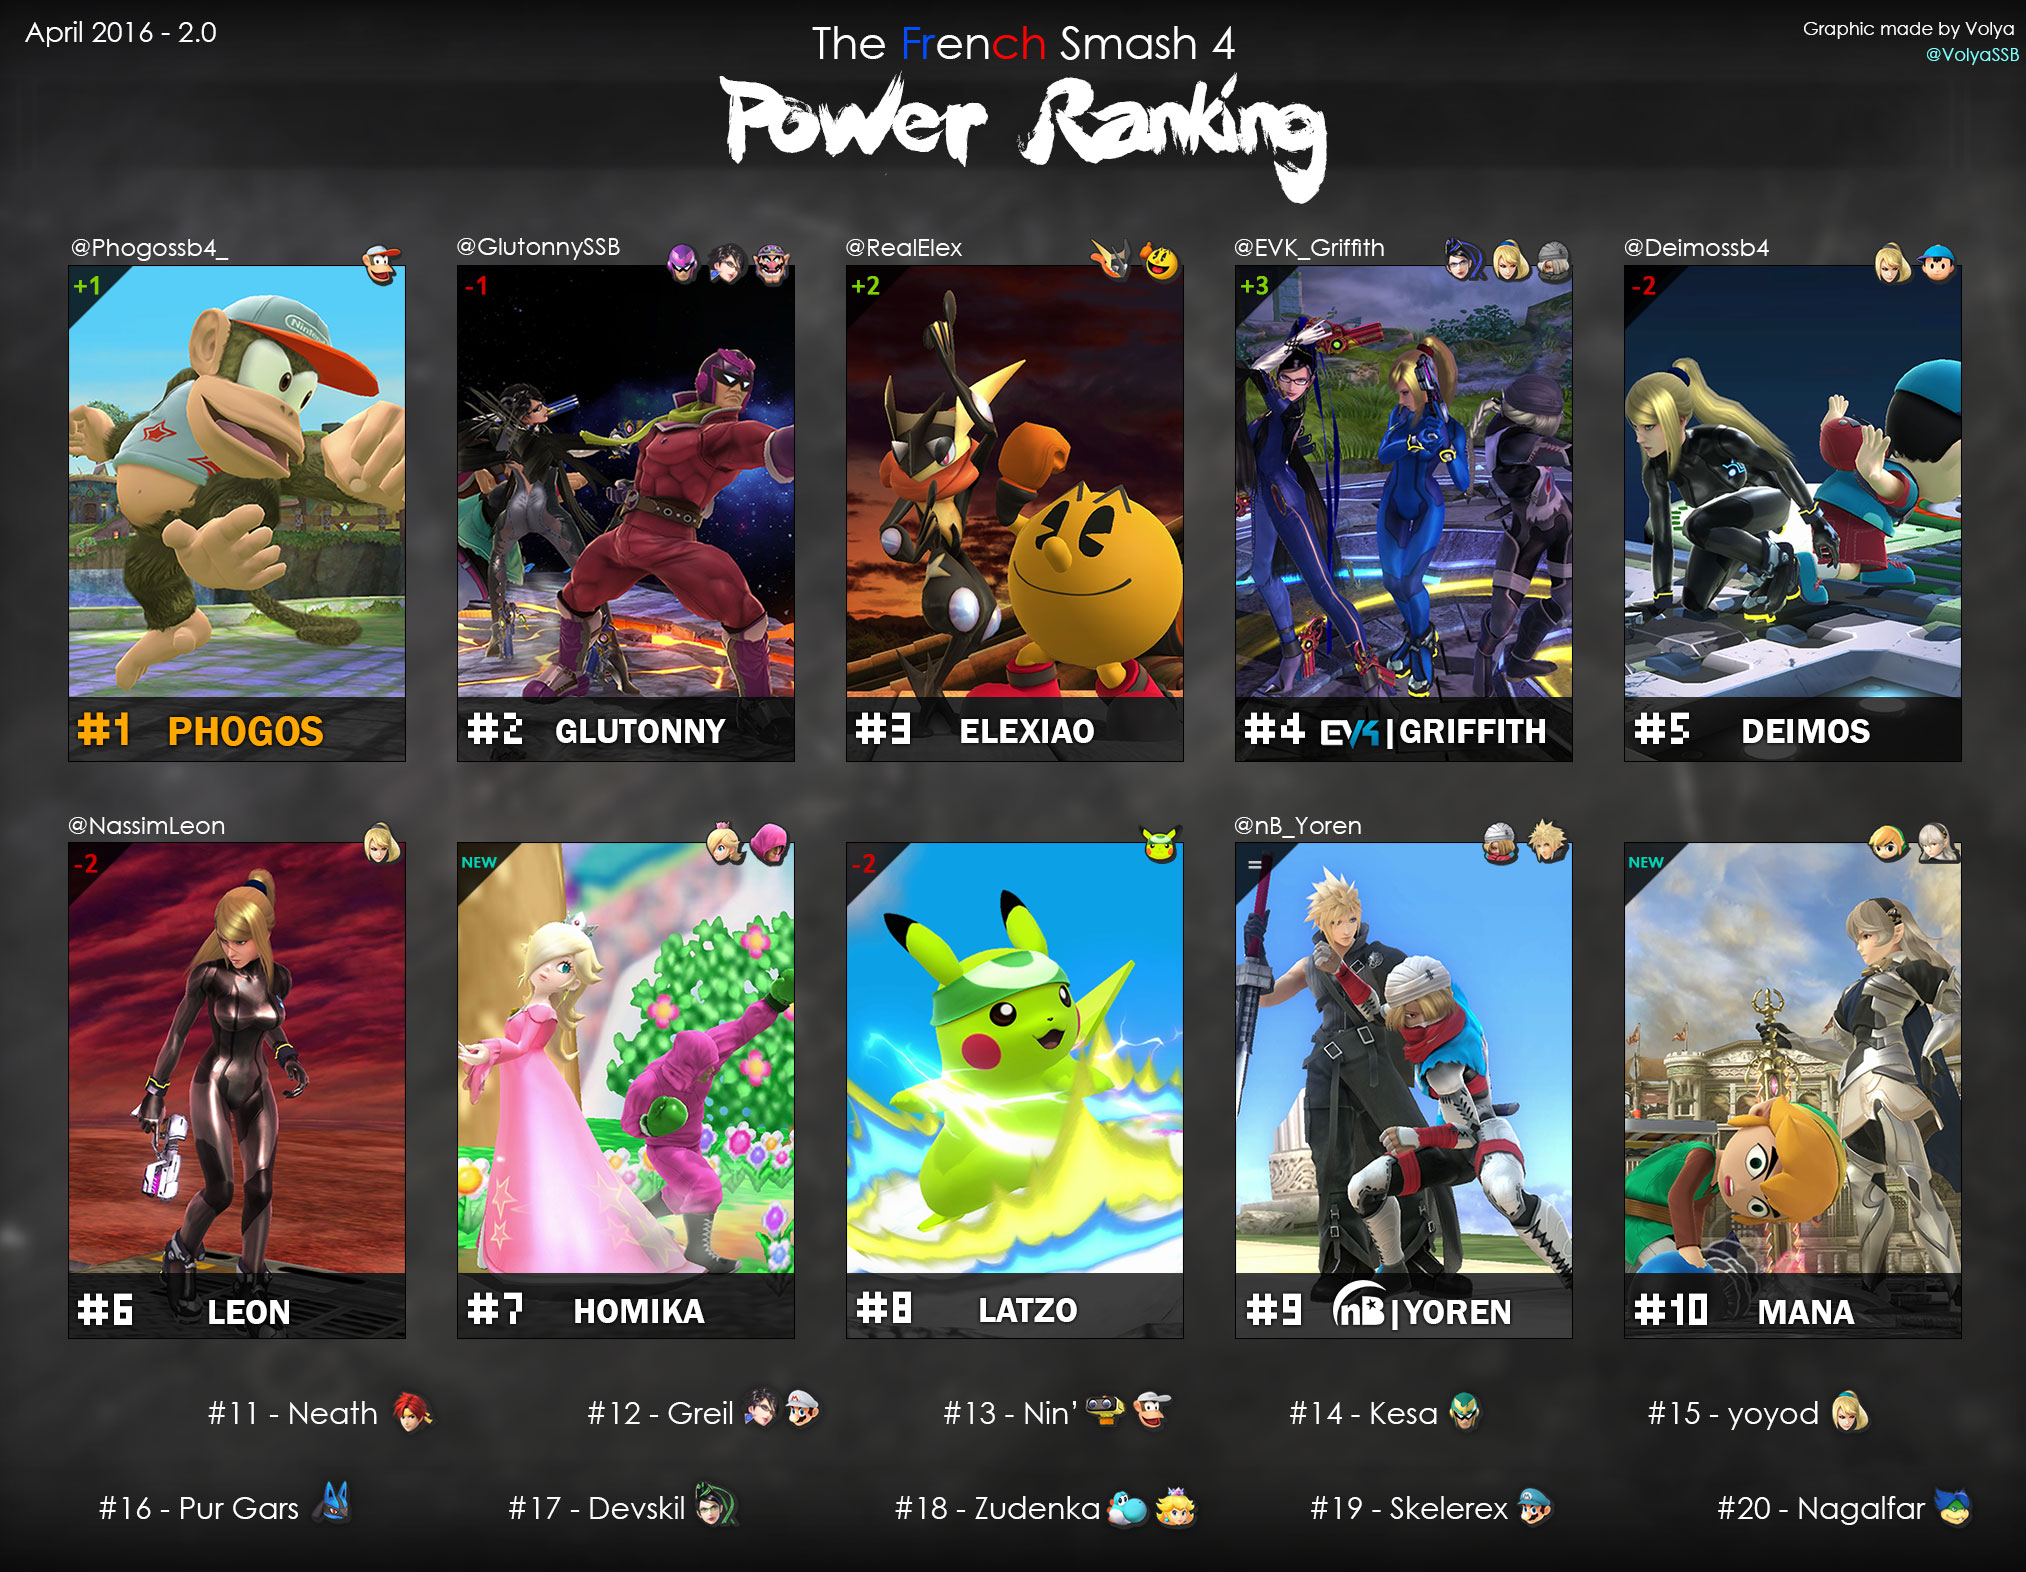 April 2016 - 2.0
The French Smash 4
Power Ranking
Graphic made by Volya
@VolyaSSB
@Phogossb4_
+1
Nintendo
#1 PHOGOS
@GlutonnySSB
-1
#2 GLUTONNY
@RealElex
+2
#3 ELEXIAO
@EVK_Griffith
+3
#4 EVK|GRIFFITH
@Deimossb4
-2
#5 DEIMOS
@NassimLeon
-2
#6 LEON
NEW
#7 HOMIKA
-2
#8 LATZO
@nB_Yoren
=
#9 nB|YOREN
NEW
#10 MANA
#11 - Neath
#12 - Greil
#13 - Nin’
#14 - Kesa
#15 - yoyod
#16 - Pur Gars
#17 - Devskil
#18 - Zudenka
#19 - Skelerex
#20 - Nagalfar